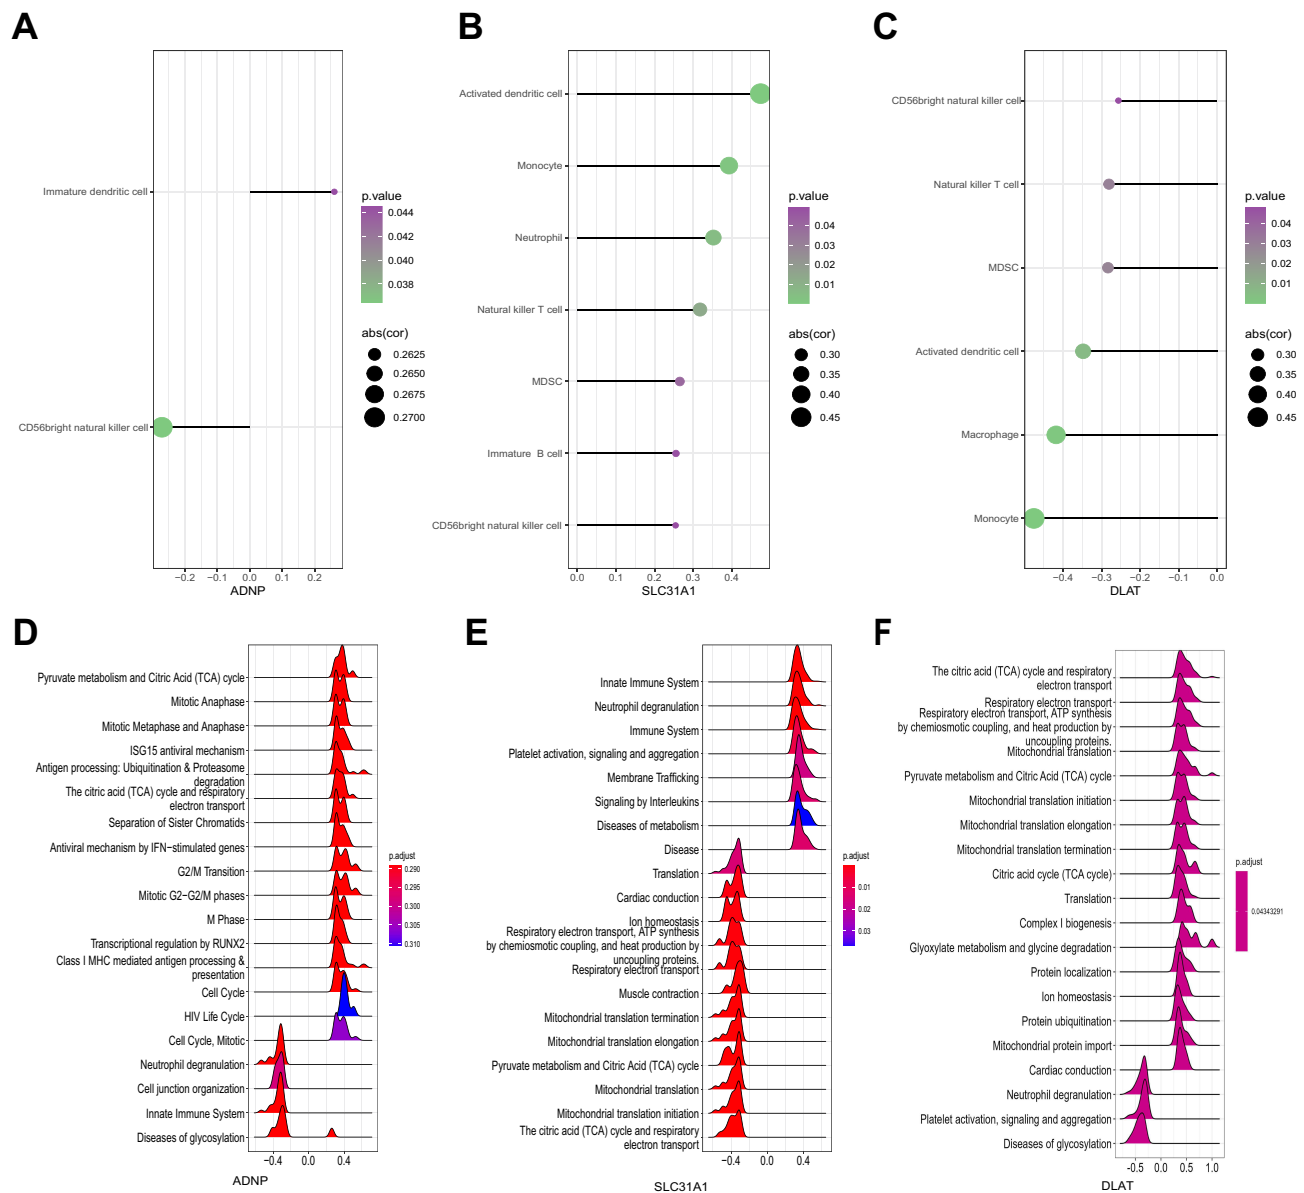 A
Immature dendritic cell
CD56bright natural killer cell
−0.2 −0.1 0.0 0.1 0.2
ADNP
p.value
0.044
0.042
0.040
0.038
abs(cor)
0.2625
0.2650
0.2675
0.2700
B
Activated dendritic cell
Monocyte
Neutrophil
Natural killer T cell
MDSC
Immature B cell
CD56bright natural killer cell
0.0 0.1 0.2 0.3 0.4
SLC31A1
p.value
0.04
0.03
0.02
0.01
abs(cor)
0.30
0.35
0.40
0.45
C
CD56bright natural killer cell
Natural killer T cell
MDSC
Activated dendritic cell
Macrophage
Monocyte
−0.4 −0.3 −0.2 −0.1 0.0
DLAT
p.value
0.04
0.03
0.02
0.01
abs(cor)
0.30
0.35
0.40
0.45
D
Pyruvate metabolism and Citric Acid (TCA) cycle
Mitotic Anaphase
Mitotic Metaphase and Anaphase
ISG15 antiviral mechanism
Antigen processing: Ubiquitination & Proteasome
degradation
The citric acid (TCA) cycle and respiratory
electron transport
Separation of Sister Chromatids
Antiviral mechanism by IFN−stimulated genes
G2/M Transition
Mitotic G2−G2/M phases
M Phase
Transcriptional regulation by RUNX2
Class I MHC mediated antigen processing &
presentation
Cell Cycle
HIV Life Cycle
Cell Cycle, Mitotic
Neutrophil degranulation
Cell junction organization
Innate Immune System
Diseases of glycosylation
−0.4 0.0 0.4
ADNP
p.adjust
0.290
0.295
0.300
0.305
0.310
E
Innate Immune System
Neutrophil degranulation
Immune System
Platelet activation, signaling and aggregation
Membrane Trafficking
Signaling by Interleukins
Diseases of metabolism
Disease
Translation
Cardiac conduction
Ion homeostasis
Respiratory electron transport, ATP synthesis
by chemiosmotic coupling, and heat production by
uncoupling proteins.
Respiratory electron transport
Muscle contraction
Mitochondrial translation termination
Mitochondrial translation elongation
Pyruvate metabolism and Citric Acid (TCA) cycle
Mitochondrial translation
Mitochondrial translation initiation
The citric acid (TCA) cycle and respiratory
electron transport
−0.4 0.0 0.4
SLC31A1
p.adjust
0.01
0.02
0.03
F
The citric acid (TCA) cycle and respiratory
electron transport
Respiratory electron transport
Respiratory electron transport, ATP synthesis
by chemiosmotic coupling, and heat production by
uncoupling proteins.
Mitochondrial translation
Pyruvate metabolism and Citric Acid (TCA) cycle
Mitochondrial translation initiation
Mitochondrial translation elongation
Mitochondrial translation termination
Citric acid cycle (TCA cycle)
Translation
Complex I biogenesis
Glyoxylate metabolism and glycine degradation
Protein localization
Ion homeostasis
Protein ubiquitination
Mitochondrial protein import
Cardiac conduction
Neutrophil degranulation
Platelet activation, signaling and aggregation
Diseases of glycosylation
−0.5 0.0 0.5 1.0
DLAT
p.adjust
0.04343291